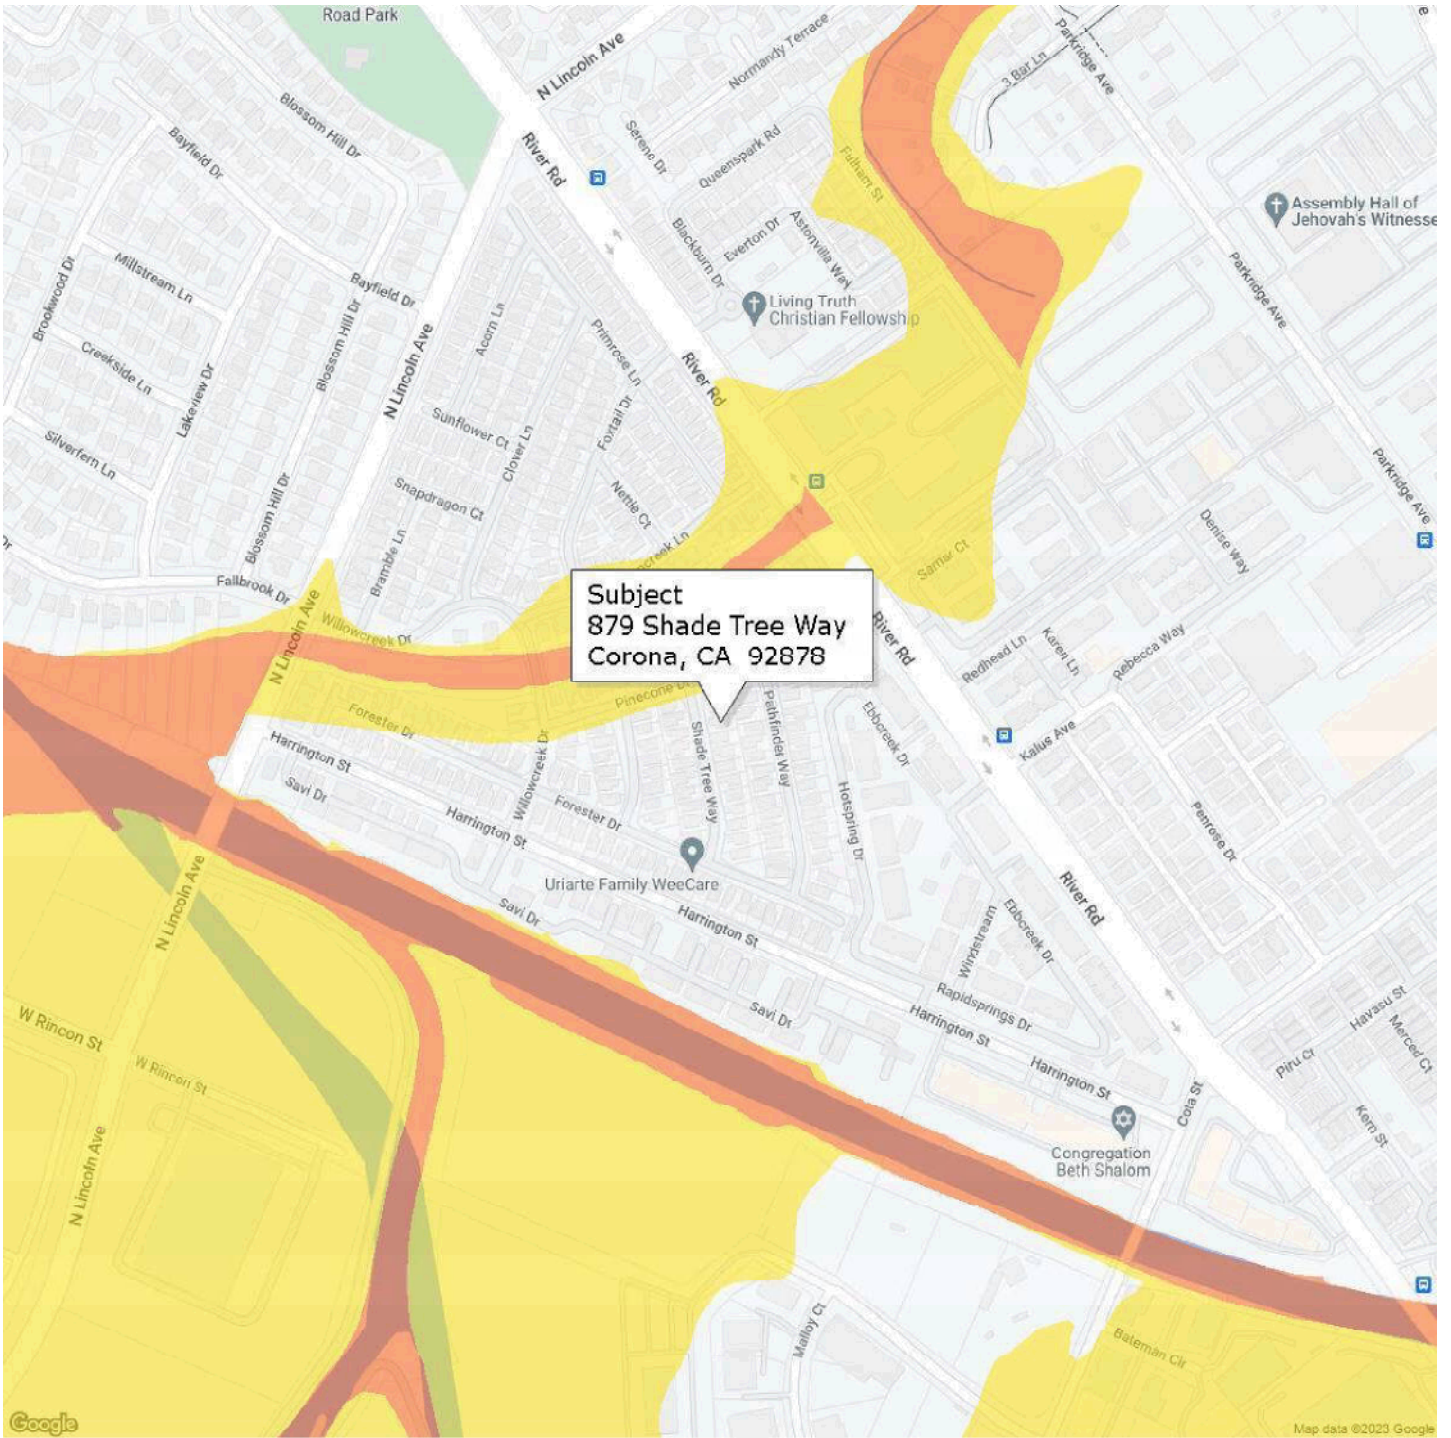 Road Park
N Lincoln Ave
Normandy Terrace
3 Bar Ln
Parkridge Ave
Blossom Hill Dr
Bayfield Dr
River Rd
Serene Dr
Queenspark Rd
Fulham St
Assembly Hall of
Jehovah's Witnesse
Everton Dr
Astonvilla Way
Blackburn Dr
Brookwood Dr
Millstream Ln
Bayfield Dr
Parkridge Ave
Living Truth
Christian Fellowship
Acorn Ln
Primrose Ln
Blossom Hill Dr
N Lincoln Ave
Creekside Ln
Lakeview Dr
River Rd
Sunflower Ct
Clover Ln
Foxtail Dr
Silverfern Ln
Parkridge Ave
Snapdragon Ct
Nettle Ct
Blossom Hill Dr
Bramble Ln
Denise Way
Samar Ct
Dr
Fallbrook Dr
N Lincoln Ave
Willowcreek Dr
Subject
879 Shade Tree Way
Corona, CA 92878
River Rd
Redhead Ln
Karen Ln
Rebecca Way
Pinecone
Forester Dr
Harrington St
Shade Tree Way
Pathfinder Way
Ebbcreek Dr
Kalus Ave
Savi Dr
Willowcreek Dr
Harrington St
Forester Dr
Hotspring Dr
Penrose Dr
Uriarte Family WeeCare
N Lincoln Ave
Savi Dr
Harrington St
River Rd
Windstream
Ebbcreek Dr
Rapidsprings Dr
Savi Dr
Harrington St
Havasu St
Merced Ct
W Rincon St
W Rincon St
Harrington St
Piru Cr
Cota St
Kern St
Congregation
Beth Shalom
N Lincoln Ave
Malloy Ct
Bateman Cir
Google
Map data ©2023 Google